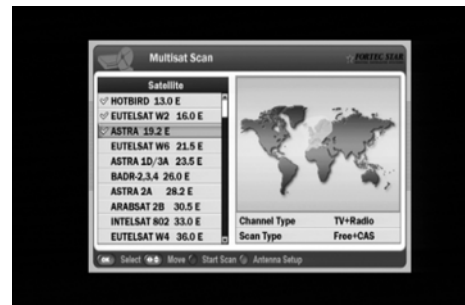 Multisat Scan
FORTEC STAR
Satellite
HOTBIRD 13.0 E
EUTELSAT W2 16.0 E
ASTRA 19.2 E
EUTELSAT W6 21.5 E
ASTRA 1D/3A 23.5 E
BADR-2,3,4 26.0 E
ASTRA 2A 28.2 E
ARABSAT 2B 30.5 E
INTELSAT 802 33.0 E
EUTELSAT W4 36.0 E
Channel Type TV+Radio
Scan Type Free+CAS
OK Select Move Start Scan Antenna Setup